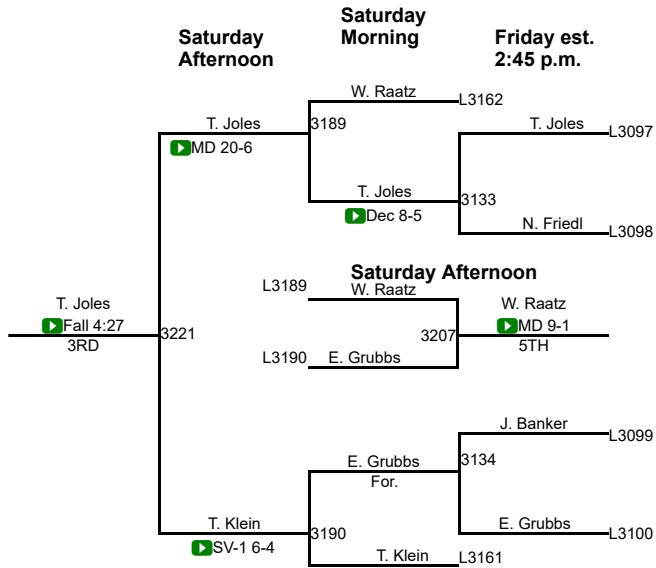 Saturday
Afternoon
Saturday
Morning
Friday est.
2:45 p.m.
W. Raatz
L3162
T. Joles
3189
T. Joles
L3097
MD 20-6
T. Joles
3133
Dec 8-5
N. Friedl
L3098
Saturday Afternoon
L3189
W. Raatz
T. Joles
W. Raatz
Fall 4:27
3221
3207
MD 9-1
3RD
5TH
L3190
E. Grubbs
J. Banker
L3099
E. Grubbs
3134
For.
T. Klein
3190
E. Grubbs
L3100
SV-1 6-4
T. Klein
L3161